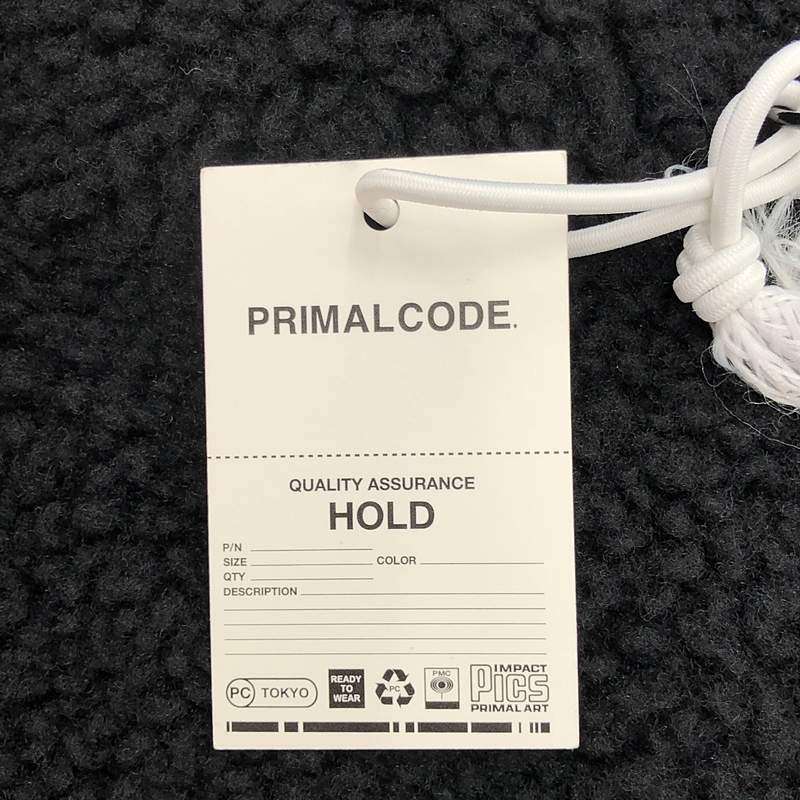 PRIMALCODE.
QUALITY ASSURANCE
HOLD
P/N
SIZE COLOR
QTY
DESCRIPTION
PC TOKYO
READY
TO
WEAR
PC
PMC
IMPACT
Pics
PRIMAL ART